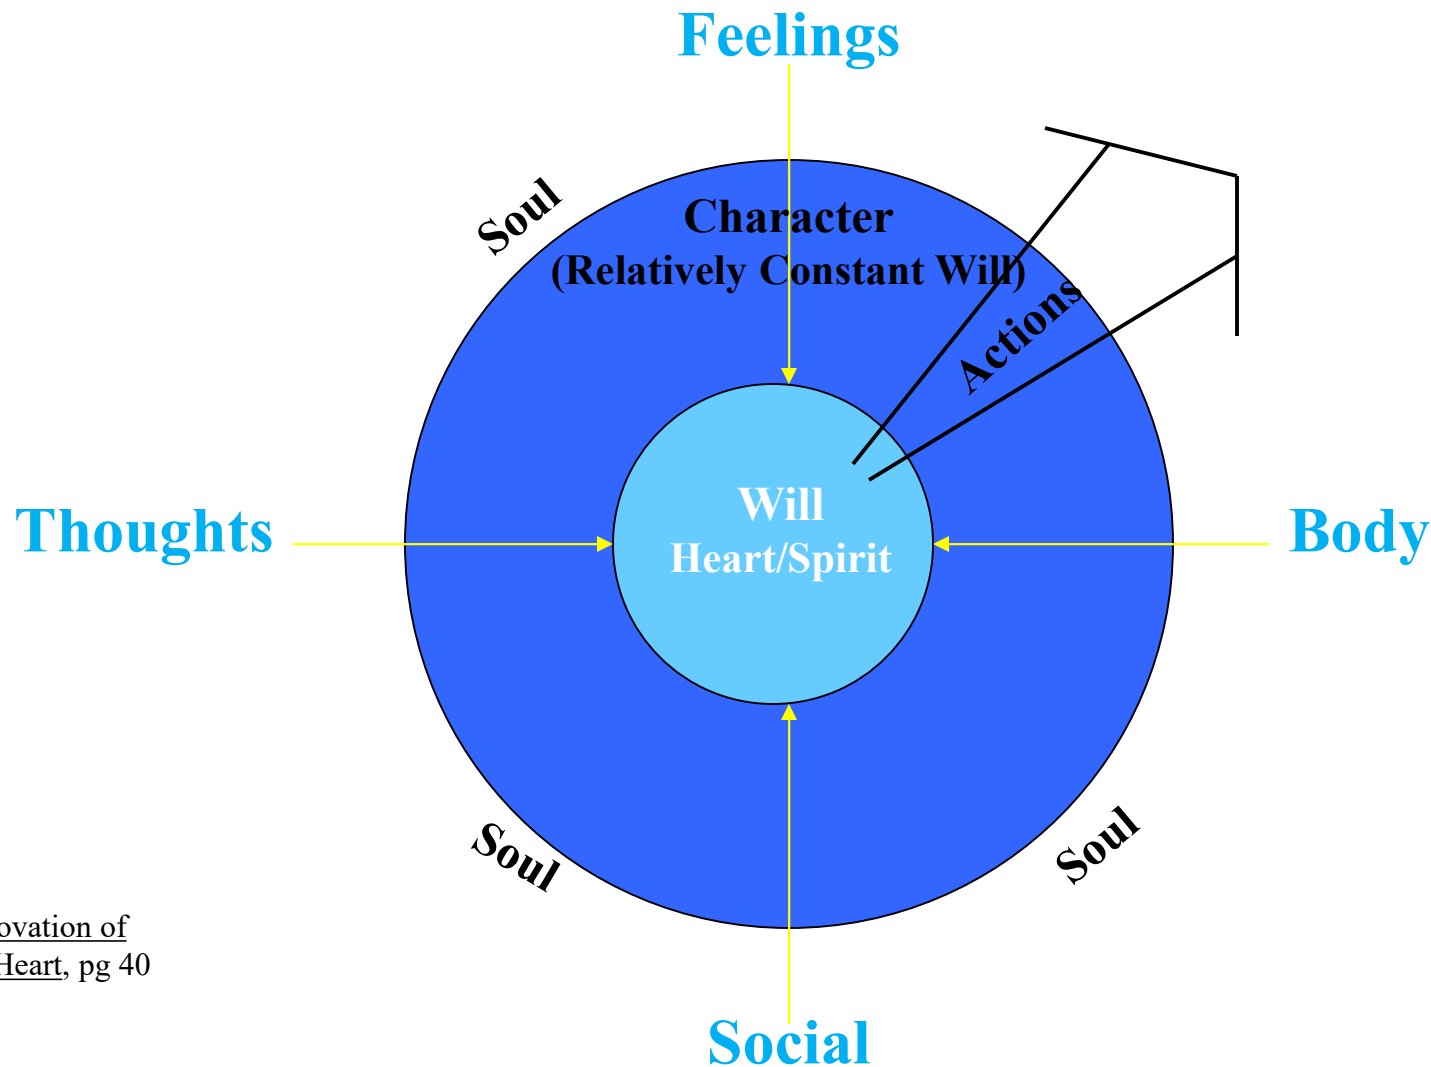 Feelings
Soul
Character
(Relatively Constant Will)
Actions
Will
Heart/Spirit
Thoughts
Body
Soul
Soul
ovation of
Heart, pg 40
Social